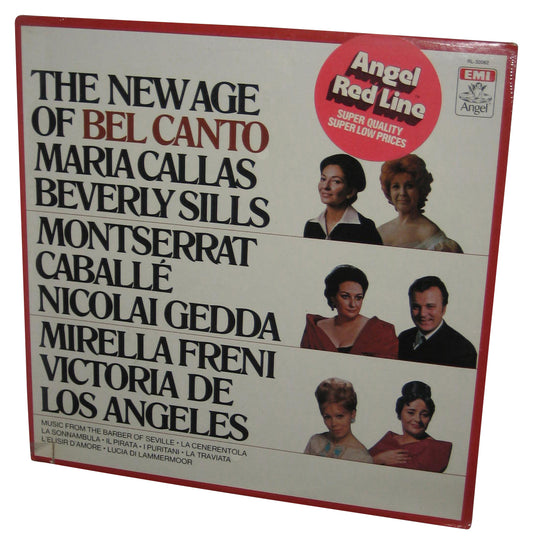 RL-32082
EMI
Angel
Angel
Red Line
SUPER QUALITY
SUPER LOW PRICES
THE NEW AGE
OF BEL CANTO
MARIA CALLAS
BEVERLY SILLS
MONTSERRAT
CABALLÉ
NICOLAI GEDDA
MIRELLA FRENI
VICTORIA DE
LOS ANGELES
MUSIC FROM THE BARBER OF SEVILLE • LA CENERENTOLA
LA SONNAMBULA • IL PIRATA • I PURITANI • LA TRAVIATA
L'ELISIR D'AMORE • LUCIA DI LAMMERMOOR